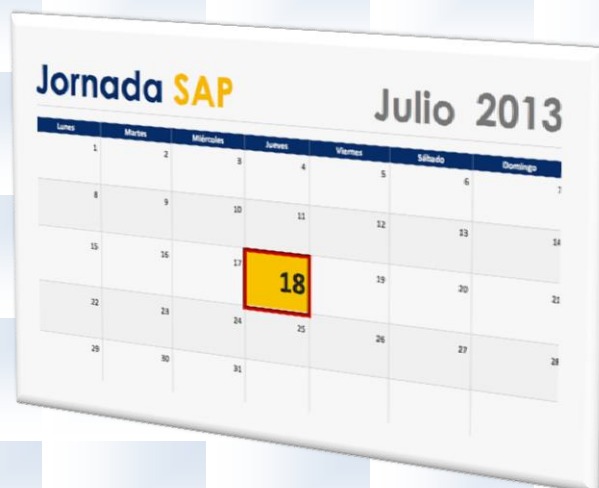 Jornada SAP
Julio 2013
Lunes Martes Miércoles Jueves Viernes Sábado Domingo
1 2 3 4 5 6 7
8 9 10 11 12 13 14
15 16 17 18 19 20 21
22 23 24 25 26 27 28
29 30 31